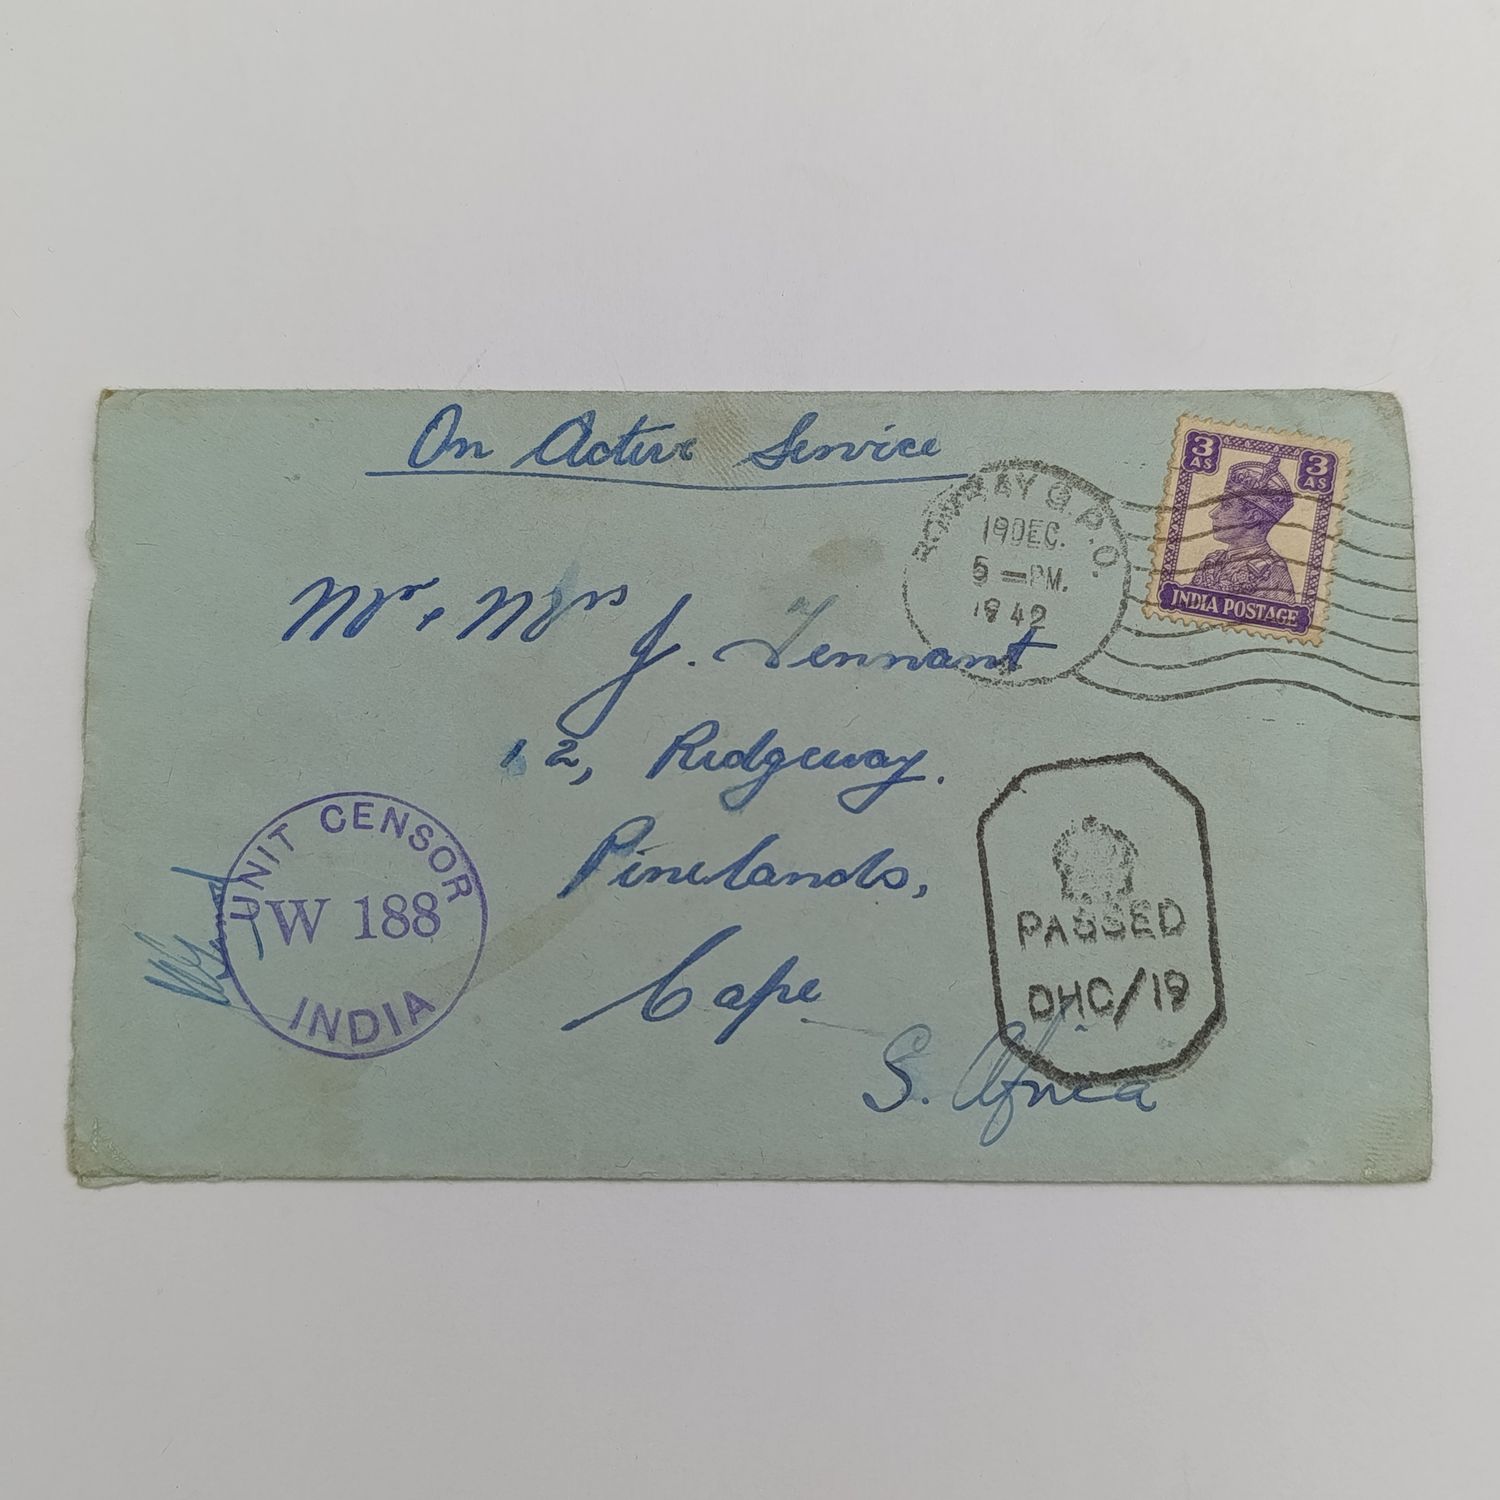 On Active Service
BOMBAY G.P.O.
19 DEC.
5 — PM.
1942
3 AS
3 AS
INDIA POSTAGE
Mr & Mrs J. Tennant
12, Ridgeway.
Pinelands,
Cape
S. Africa
UNIT CENSOR
W 188
INDIA
PASSED
DHC/19